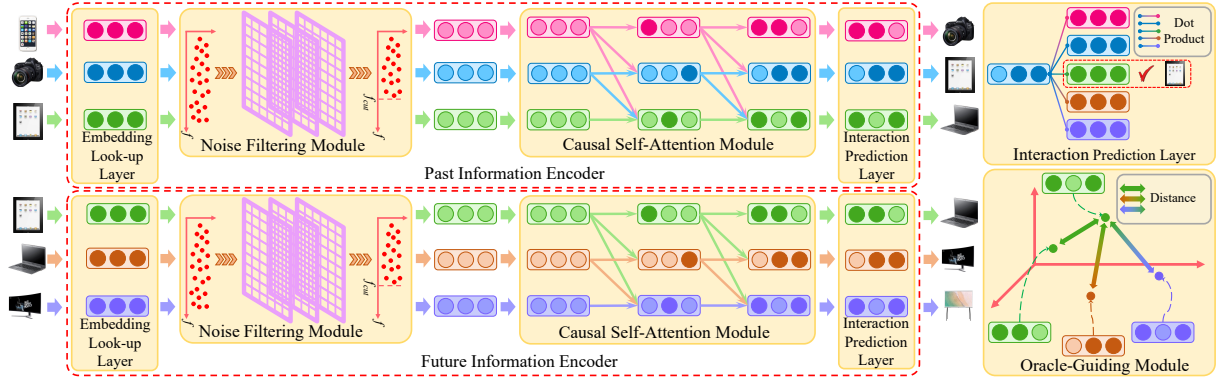 Embedding
Look-up
Layer
f
Noise Filtering Module
f_cut
f
Causal Self-Attention Module
Interaction
Prediction
Layer
Past Information Encoder
Embedding
Look-up
Layer
f
Noise Filtering Module
f_cut
f
Causal Self-Attention Module
Interaction
Prediction
Layer
Future Information Encoder
Dot
Product
Interaction Prediction Layer
Distance
Oracle-Guiding Module